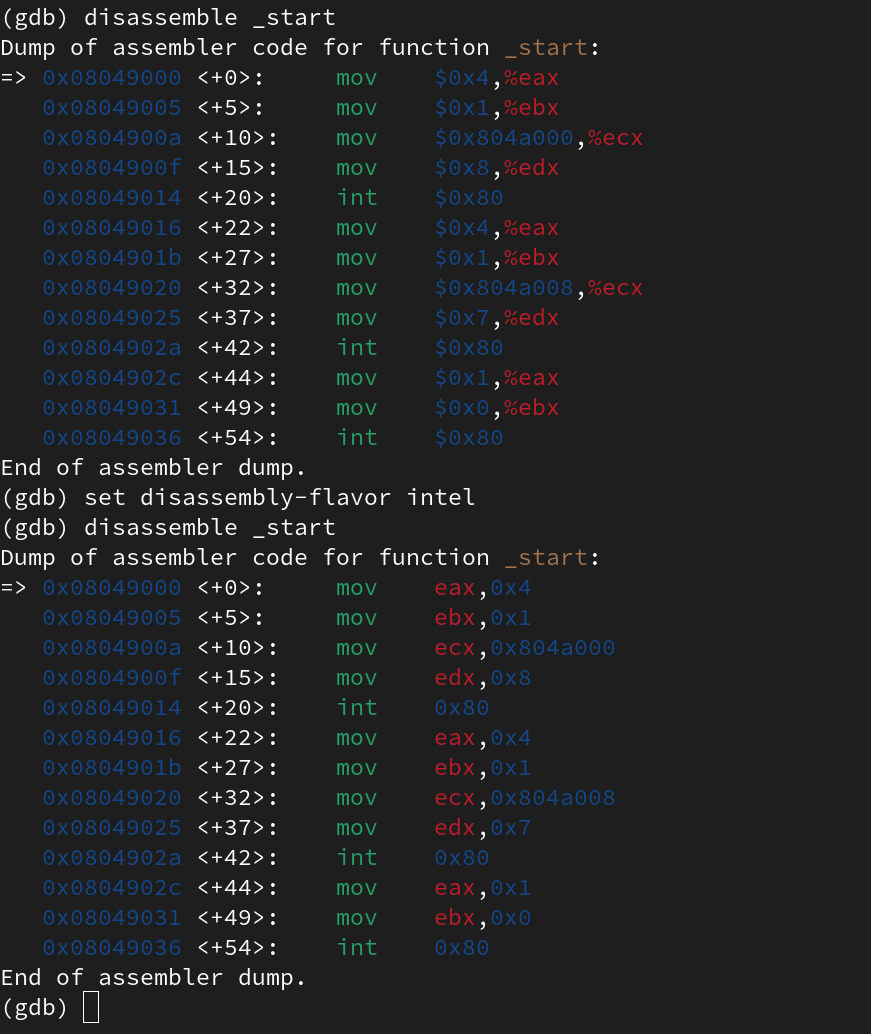 (gdb) disassemble _start
Dump of assembler code for function _start:
=> 0x08049000 <+0>:     mov    $0x4,%eax
   0x08049005 <+5>:     mov    $0x1,%ebx
   0x0804900a <+10>:    mov    $0x804a000,%ecx
   0x0804900f <+15>:    mov    $0x8,%edx
   0x08049014 <+20>:    int    $0x80
   0x08049016 <+22>:    mov    $0x4,%eax
   0x0804901b <+27>:    mov    $0x1,%ebx
   0x08049020 <+32>:    mov    $0x804a008,%ecx
   0x08049025 <+37>:    mov    $0x7,%edx
   0x0804902a <+42>:    int    $0x80
   0x0804902c <+44>:    mov    $0x1,%eax
   0x08049031 <+49>:    mov    $0x0,%ebx
   0x08049036 <+54>:    int    $0x80
End of assembler dump.
(gdb) set disassembly-flavor intel
(gdb) disassemble _start
Dump of assembler code for function _start:
=> 0x08049000 <+0>:     mov    eax,0x4
   0x08049005 <+5>:     mov    ebx,0x1
   0x0804900a <+10>:    mov    ecx,0x804a000
   0x0804900f <+15>:    mov    edx,0x8
   0x08049014 <+20>:    int    0x80
   0x08049016 <+22>:    mov    eax,0x4
   0x0804901b <+27>:    mov    ebx,0x1
   0x08049020 <+32>:    mov    ecx,0x804a008
   0x08049025 <+37>:    mov    edx,0x7
   0x0804902a <+42>:    int    0x80
   0x0804902c <+44>:    mov    eax,0x1
   0x08049031 <+49>:    mov    ebx,0x0
   0x08049036 <+54>:    int    0x80
End of assembler dump.
(gdb)